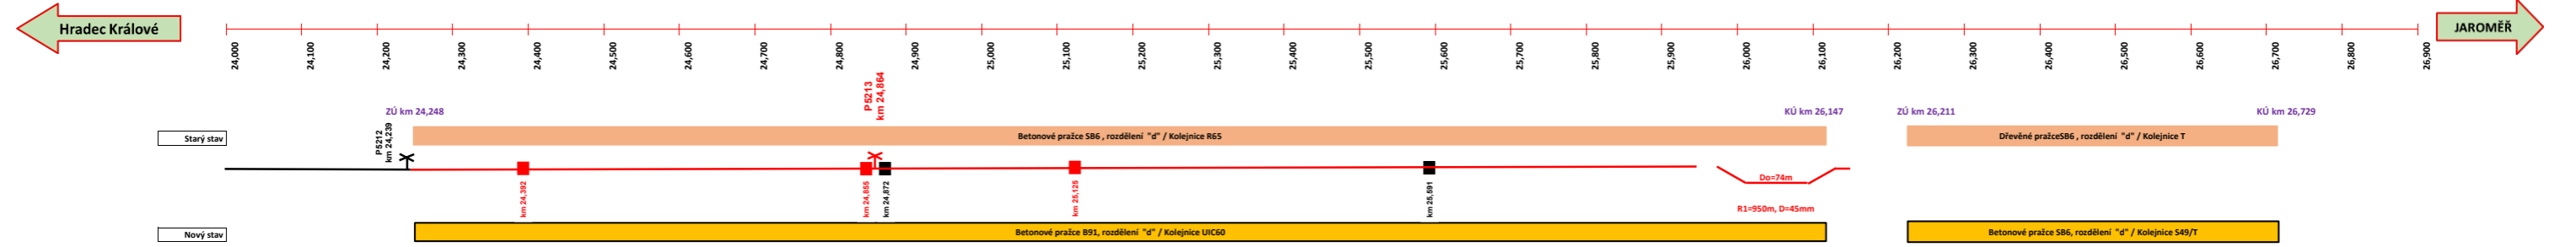 Hradec Králové
JAROMĚŘ
24,000
24,100
24,200
24,300
24,400
24,500
24,600
24,700
24,800
24,900
25,000
25,100
25,200
25,300
25,400
25,500
25,600
25,700
25,800
25,900
26,000
26,100
26,200
26,300
26,400
26,500
26,600
26,700
26,800
26,900
P5213
km 24,864
ZÚ km 24,248
KÚ km 26,147
ZÚ km 26,211
KÚ km 26,729
P5212
km 24,239
Starý stav
Betonové pražce SB6 , rozdělení "d" / Kolejnice R65
Dřevěné pražceSB6, rozdělení "d" / Kolejnice T
Do=74m
km 24,392
km 24,855
km 24,872
km 25,125
km 25,591
R1=950m, D=45mm
Nový stav
Betonové pražce B91, rozdělení "d" / Kolejnice UIC60
Betonové pražce SB6, rozdělení "d" / Kolejnice S49/T